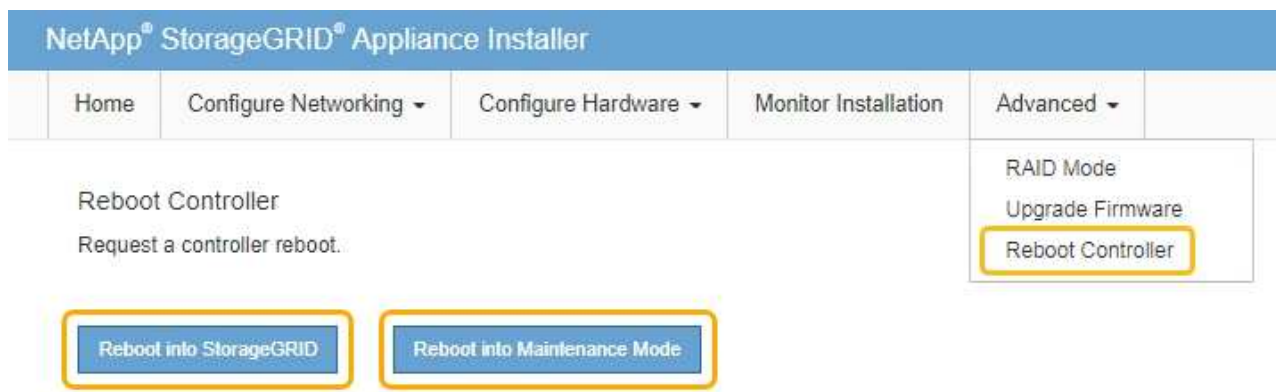 NetApp® StorageGRID® Appliance Installer
Home Configure Networking Configure Hardware Monitor Installation Advanced
RAID Mode
Upgrade Firmware
Reboot Controller
Reboot Controller
Request a controller reboot.
Reboot into StorageGRID Reboot into Maintenance Mode